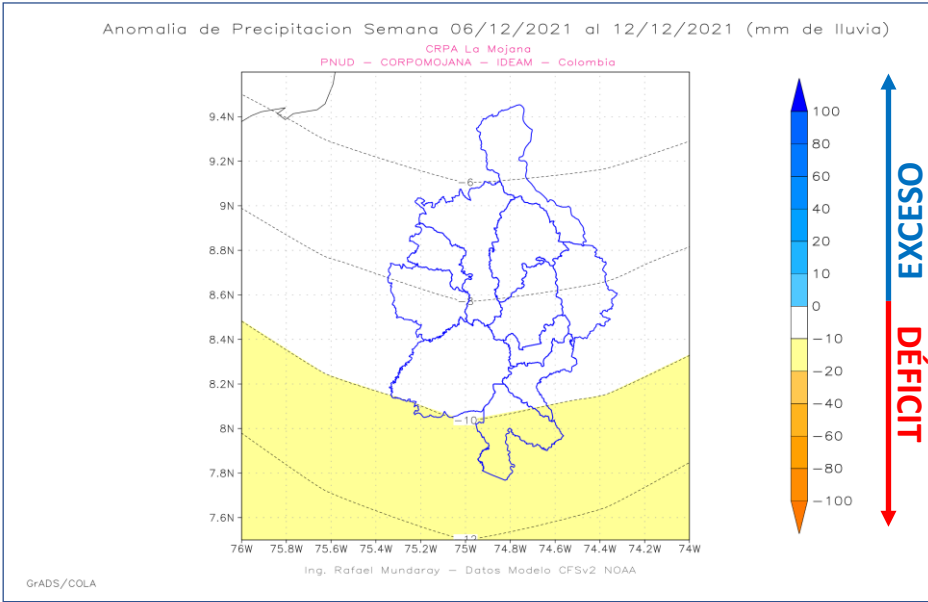 Anomalia de Precipitacion Semana 06/12/2021 al 12/12/2021 (mm de lluvia)
CRPA La Mojana
PNUD – CORPOMOJANA – IDEAM – Colombia
9.4N
9.2N
9N
8.8N
8.6N
8.4N
8.2N
8N
7.8N
7.6N
76W 75.8W 75.6W 75.4W 75.2W 75W 74.8W 74.6W 74.4W 74.2W 74W
-6
-8
-10
-12
100
80
60
40
20
10
0
-10
-20
-40
-60
-80
-100
EXCESO
DÉFICIT
Ing. Rafael Mundaray – Datos Modelo CFSv2 NOAA
GrADS/COLA